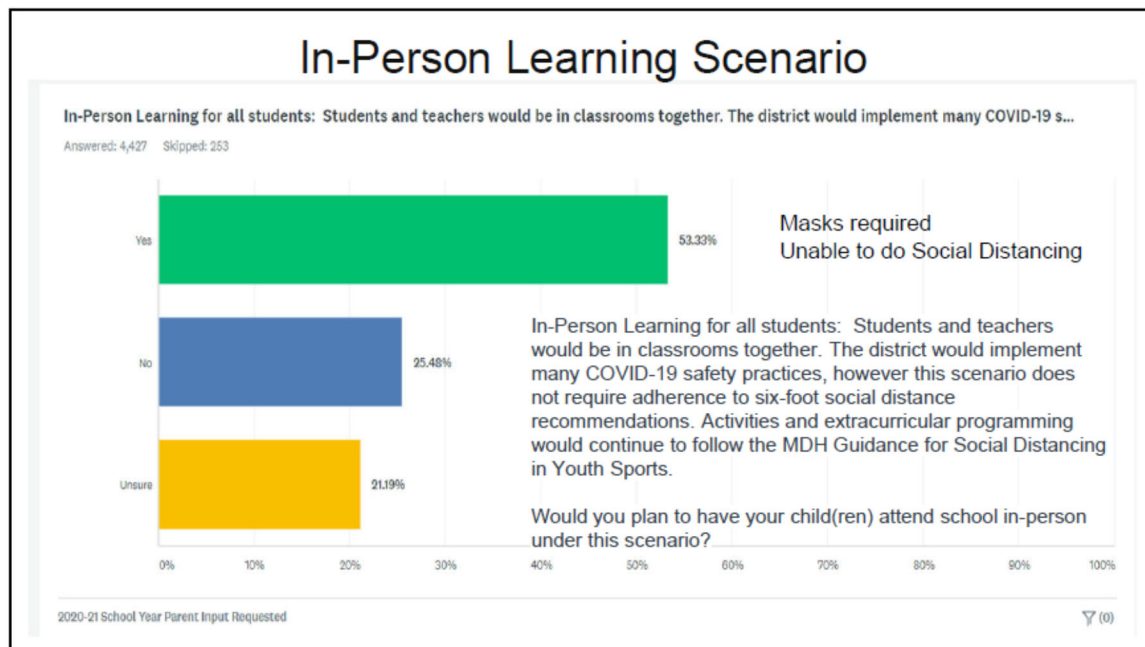 In-Person Learning Scenario
In-Person Learning for all students: Students and teachers would be in classrooms together. The district would implement many COVID-19 s...
Answered: 4,427 Skipped: 253
Yes
53.33%
Masks required
Unable to do Social Distancing
No
25.48%
In-Person Learning for all students: Students and teachers
would be in classrooms together. The district would implement
many COVID-19 safety practices, however this scenario does
not require adherence to six-foot social distance
recommendations. Activities and extracurricular programming
would continue to follow the MDH Guidance for Social Distancing
in Youth Sports.
Unsure
21.19%
Would you plan to have your child(ren) attend school in-person
under this scenario?
0% 10% 20% 30% 40% 50% 60% 70% 80% 90% 100%
2020-21 School Year Parent Input Requested
(0)